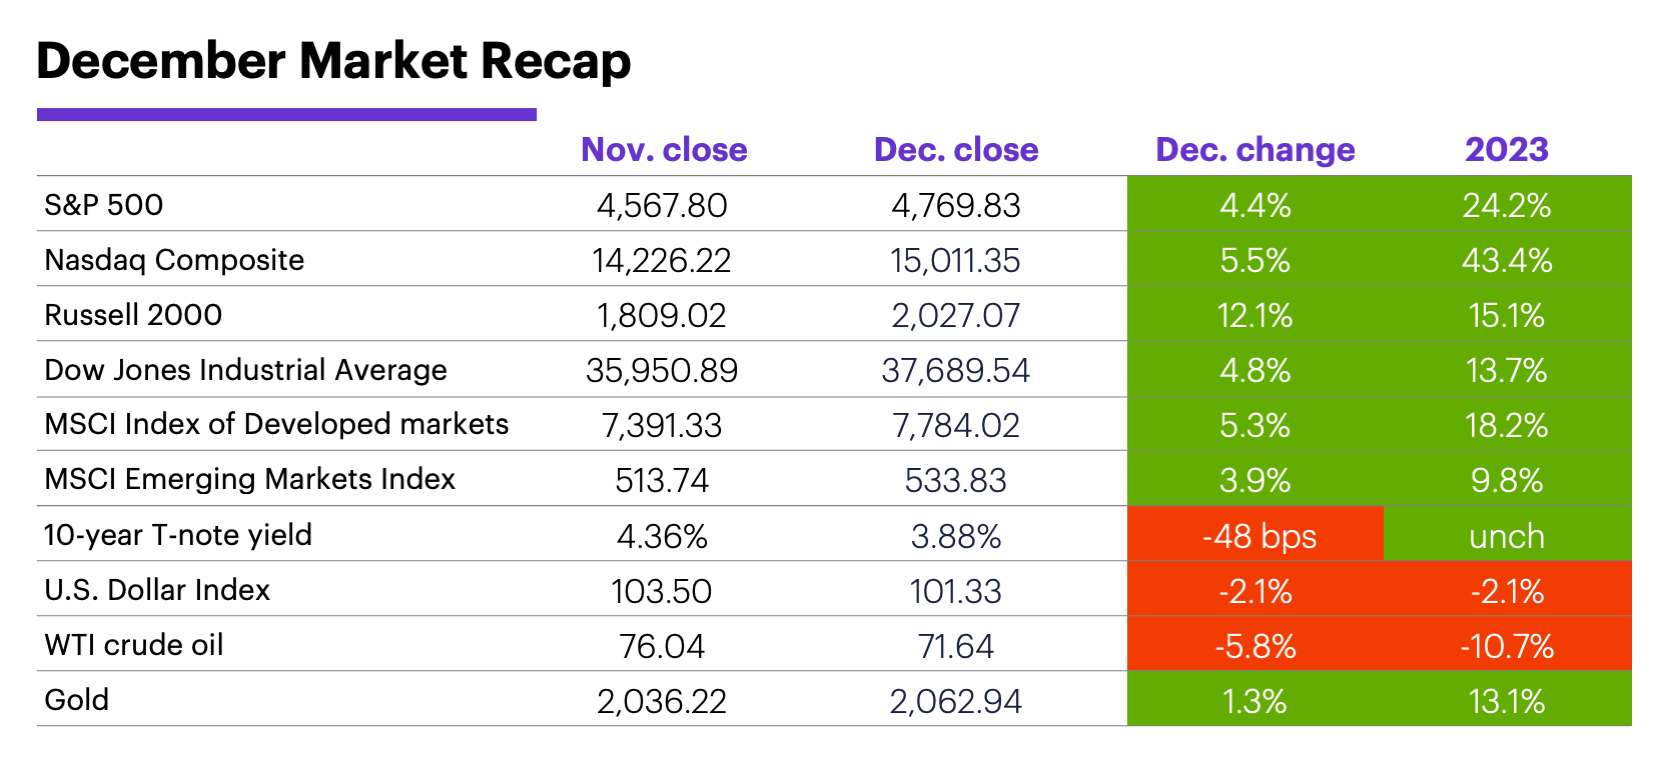 December Market Recap
Nov. close Dec. close Dec. change 2023
S&P 500 4,567.80 4,769.83 4.4% 24.2%
Nasdaq Composite 14,226.22 15,011.35 5.5% 43.4%
Russell 2000 1,809.02 2,027.07 12.1% 15.1%
Dow Jones Industrial Average 35,950.89 37,689.54 4.8% 13.7%
MSCI Index of Developed markets 7,391.33 7,784.02 5.3% 18.2%
MSCI Emerging Markets Index 513.74 533.83 3.9% 9.8%
10-year T-note yield 4.36% 3.88% -48 bps unch
U.S. Dollar Index 103.50 101.33 -2.1% -2.1%
WTI crude oil 76.04 71.64 -5.8% -10.7%
Gold 2,036.22 2,062.94 1.3% 13.1%